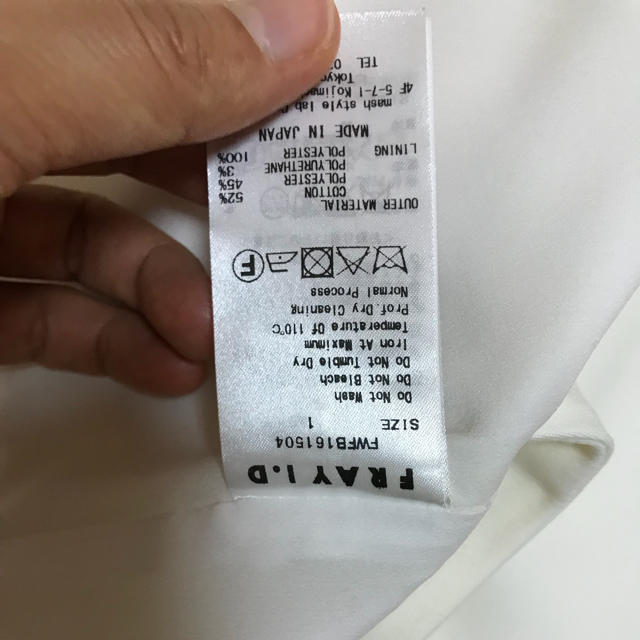 FRAY I.D
FWFB161504
SIZE 1
Do Not Wash
Do Not Bleach
Do Not Tumble Dry
Iron At Maximum
Temperature Of 110℃
Prof.Dry Cleaning
Normal Process
F
OUTER MATERIAL
COTTON 52%
POLYESTER 45%
POLYURETHANE 3%
LINING
POLYESTER 100%
MADE IN JAPAN
mash style lab
4F 5-7-1
Tokyo
TEL